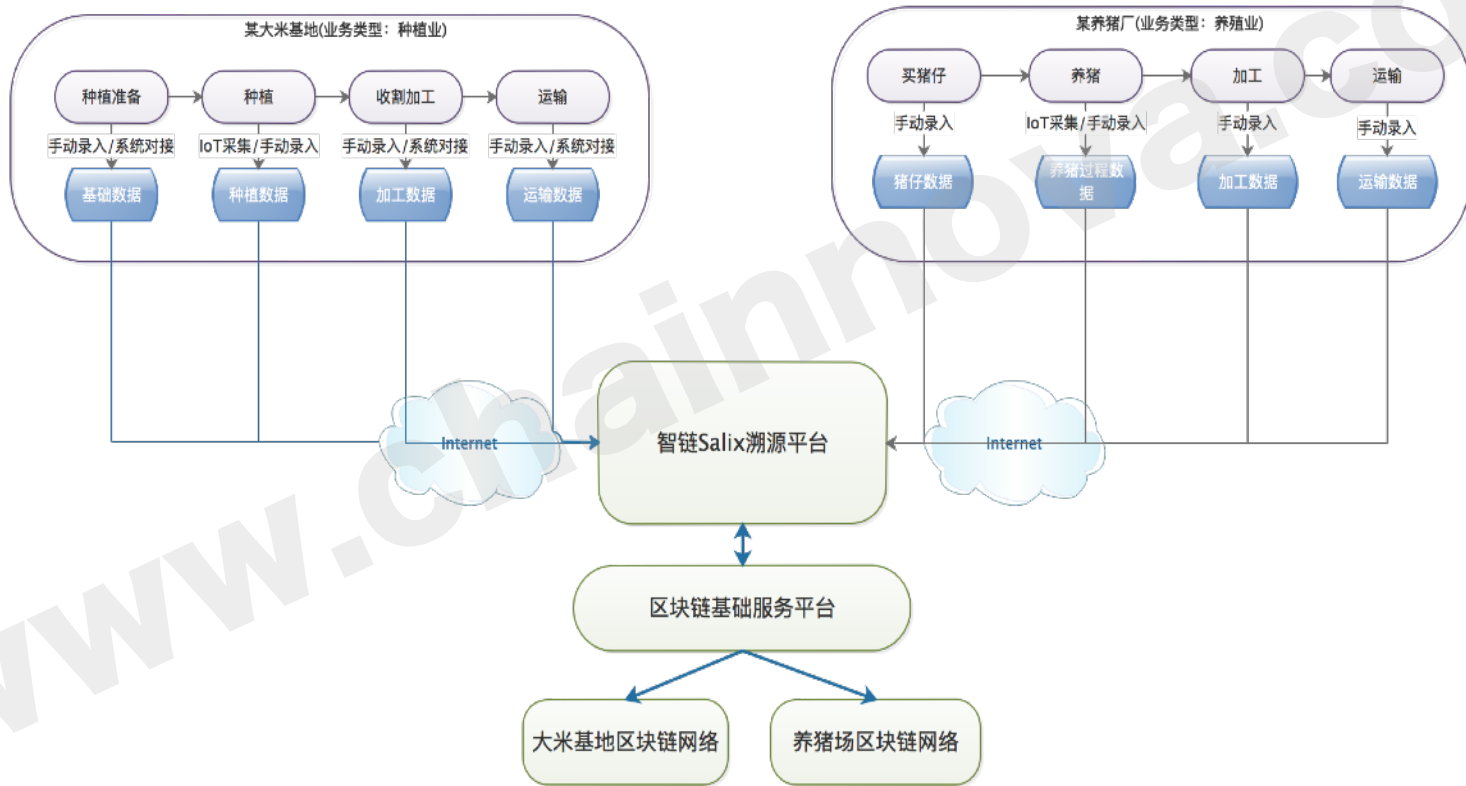 某大米基地(业务类型：种植业)
种植准备
种植
收割加工
运输
手动录入/系统对接
IoT采集/手动录入
手动录入/系统对接
手动录入/系统对接
基础数据
种植数据
加工数据
运输数据
某养猪厂(业务类型：养殖业)
买猪仔
养猪
加工
运输
手动录入
IoT采集/手动录入
手动录入
手动录入
猪仔数据
养猪过程数
据
加工数据
运输数据
Internet
智链Salix溯源平台
Internet
区块链基础服务平台
大米基地区块链网络
养猪场区块链网络
www.chainnova.co